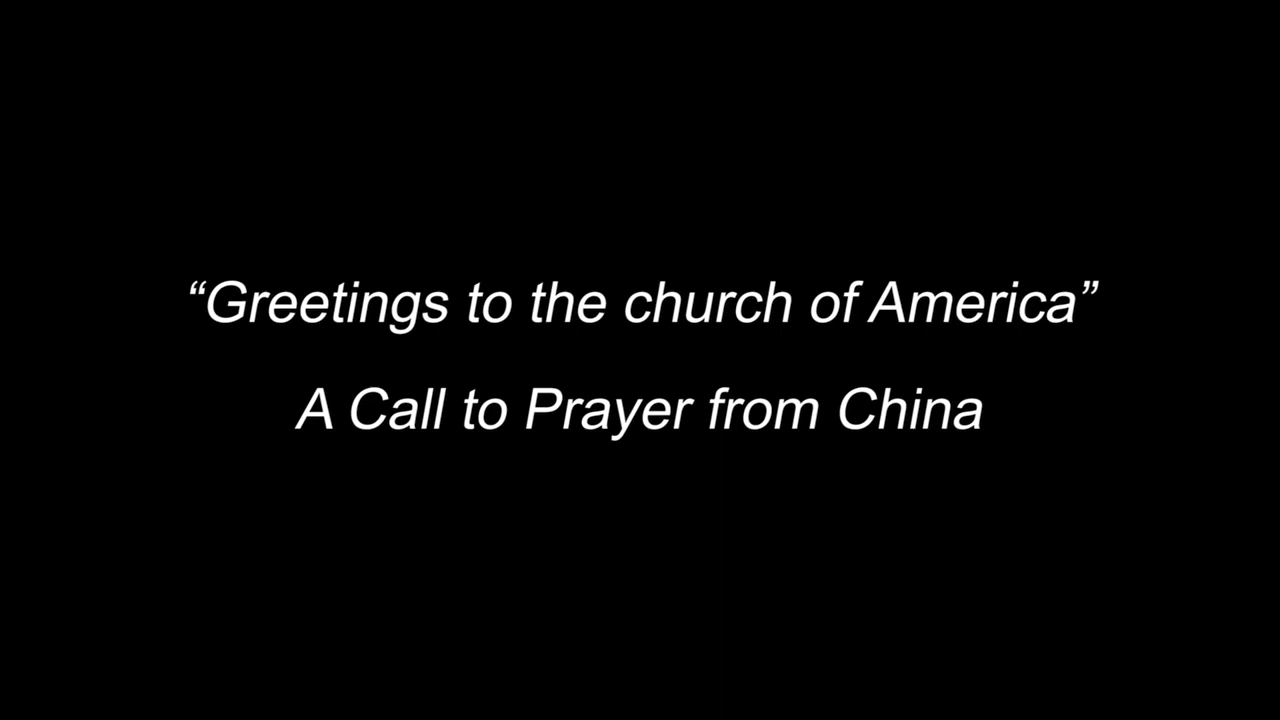 “Greetings to the church of America”
A Call to Prayer from China